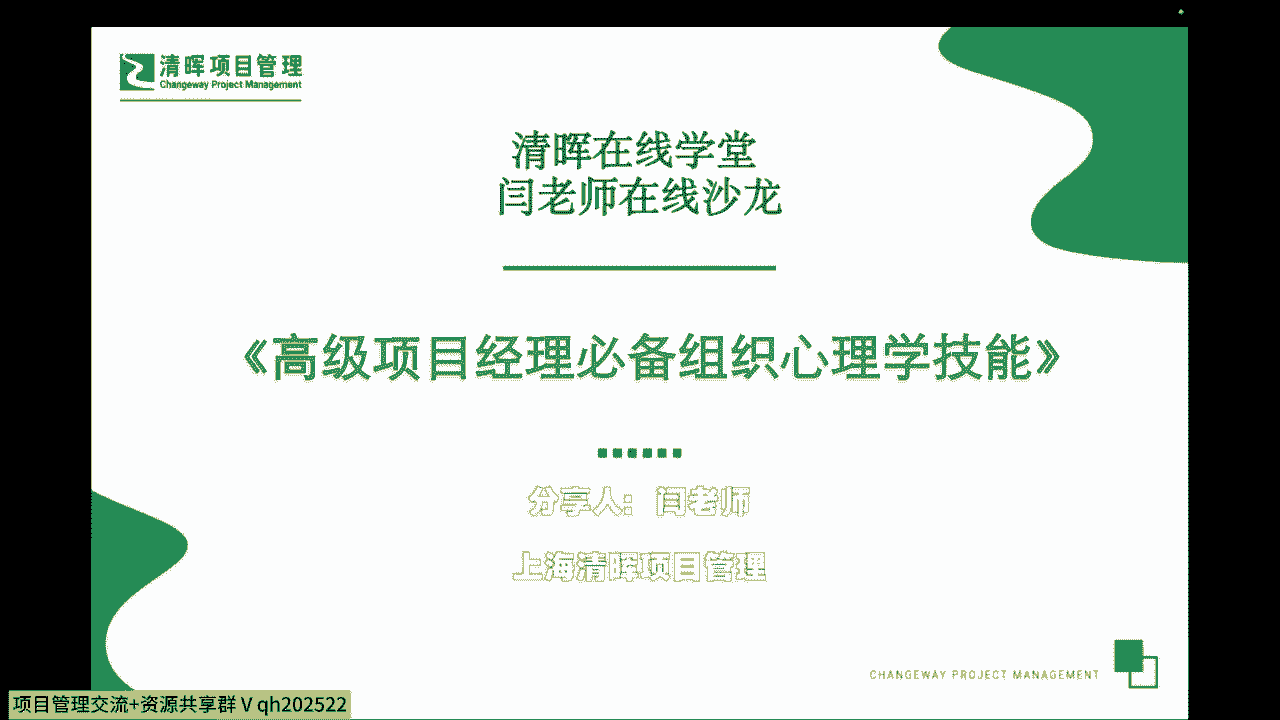 清晖项目管理
Changeway Project Management
清晖在线学堂
闫老师在线沙龙
《高级项目经理必备组织心理学技能》
分享人：闫老师
上海清晖项目管理
CHANGEWAY PROJECT MANAGEMENT
项目管理交流+资源共享群 V qh202522